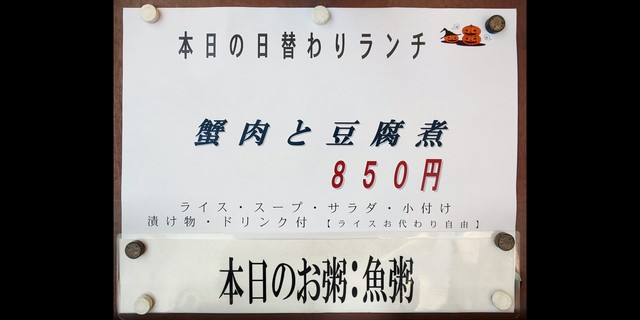 本日の日替わりランチ
蟹肉と豆腐煮
850円
ライス・スープ・サラダ・小付け
漬け物・ドリンク付 【ライスお代わり自由】
本日のお粥:魚粥